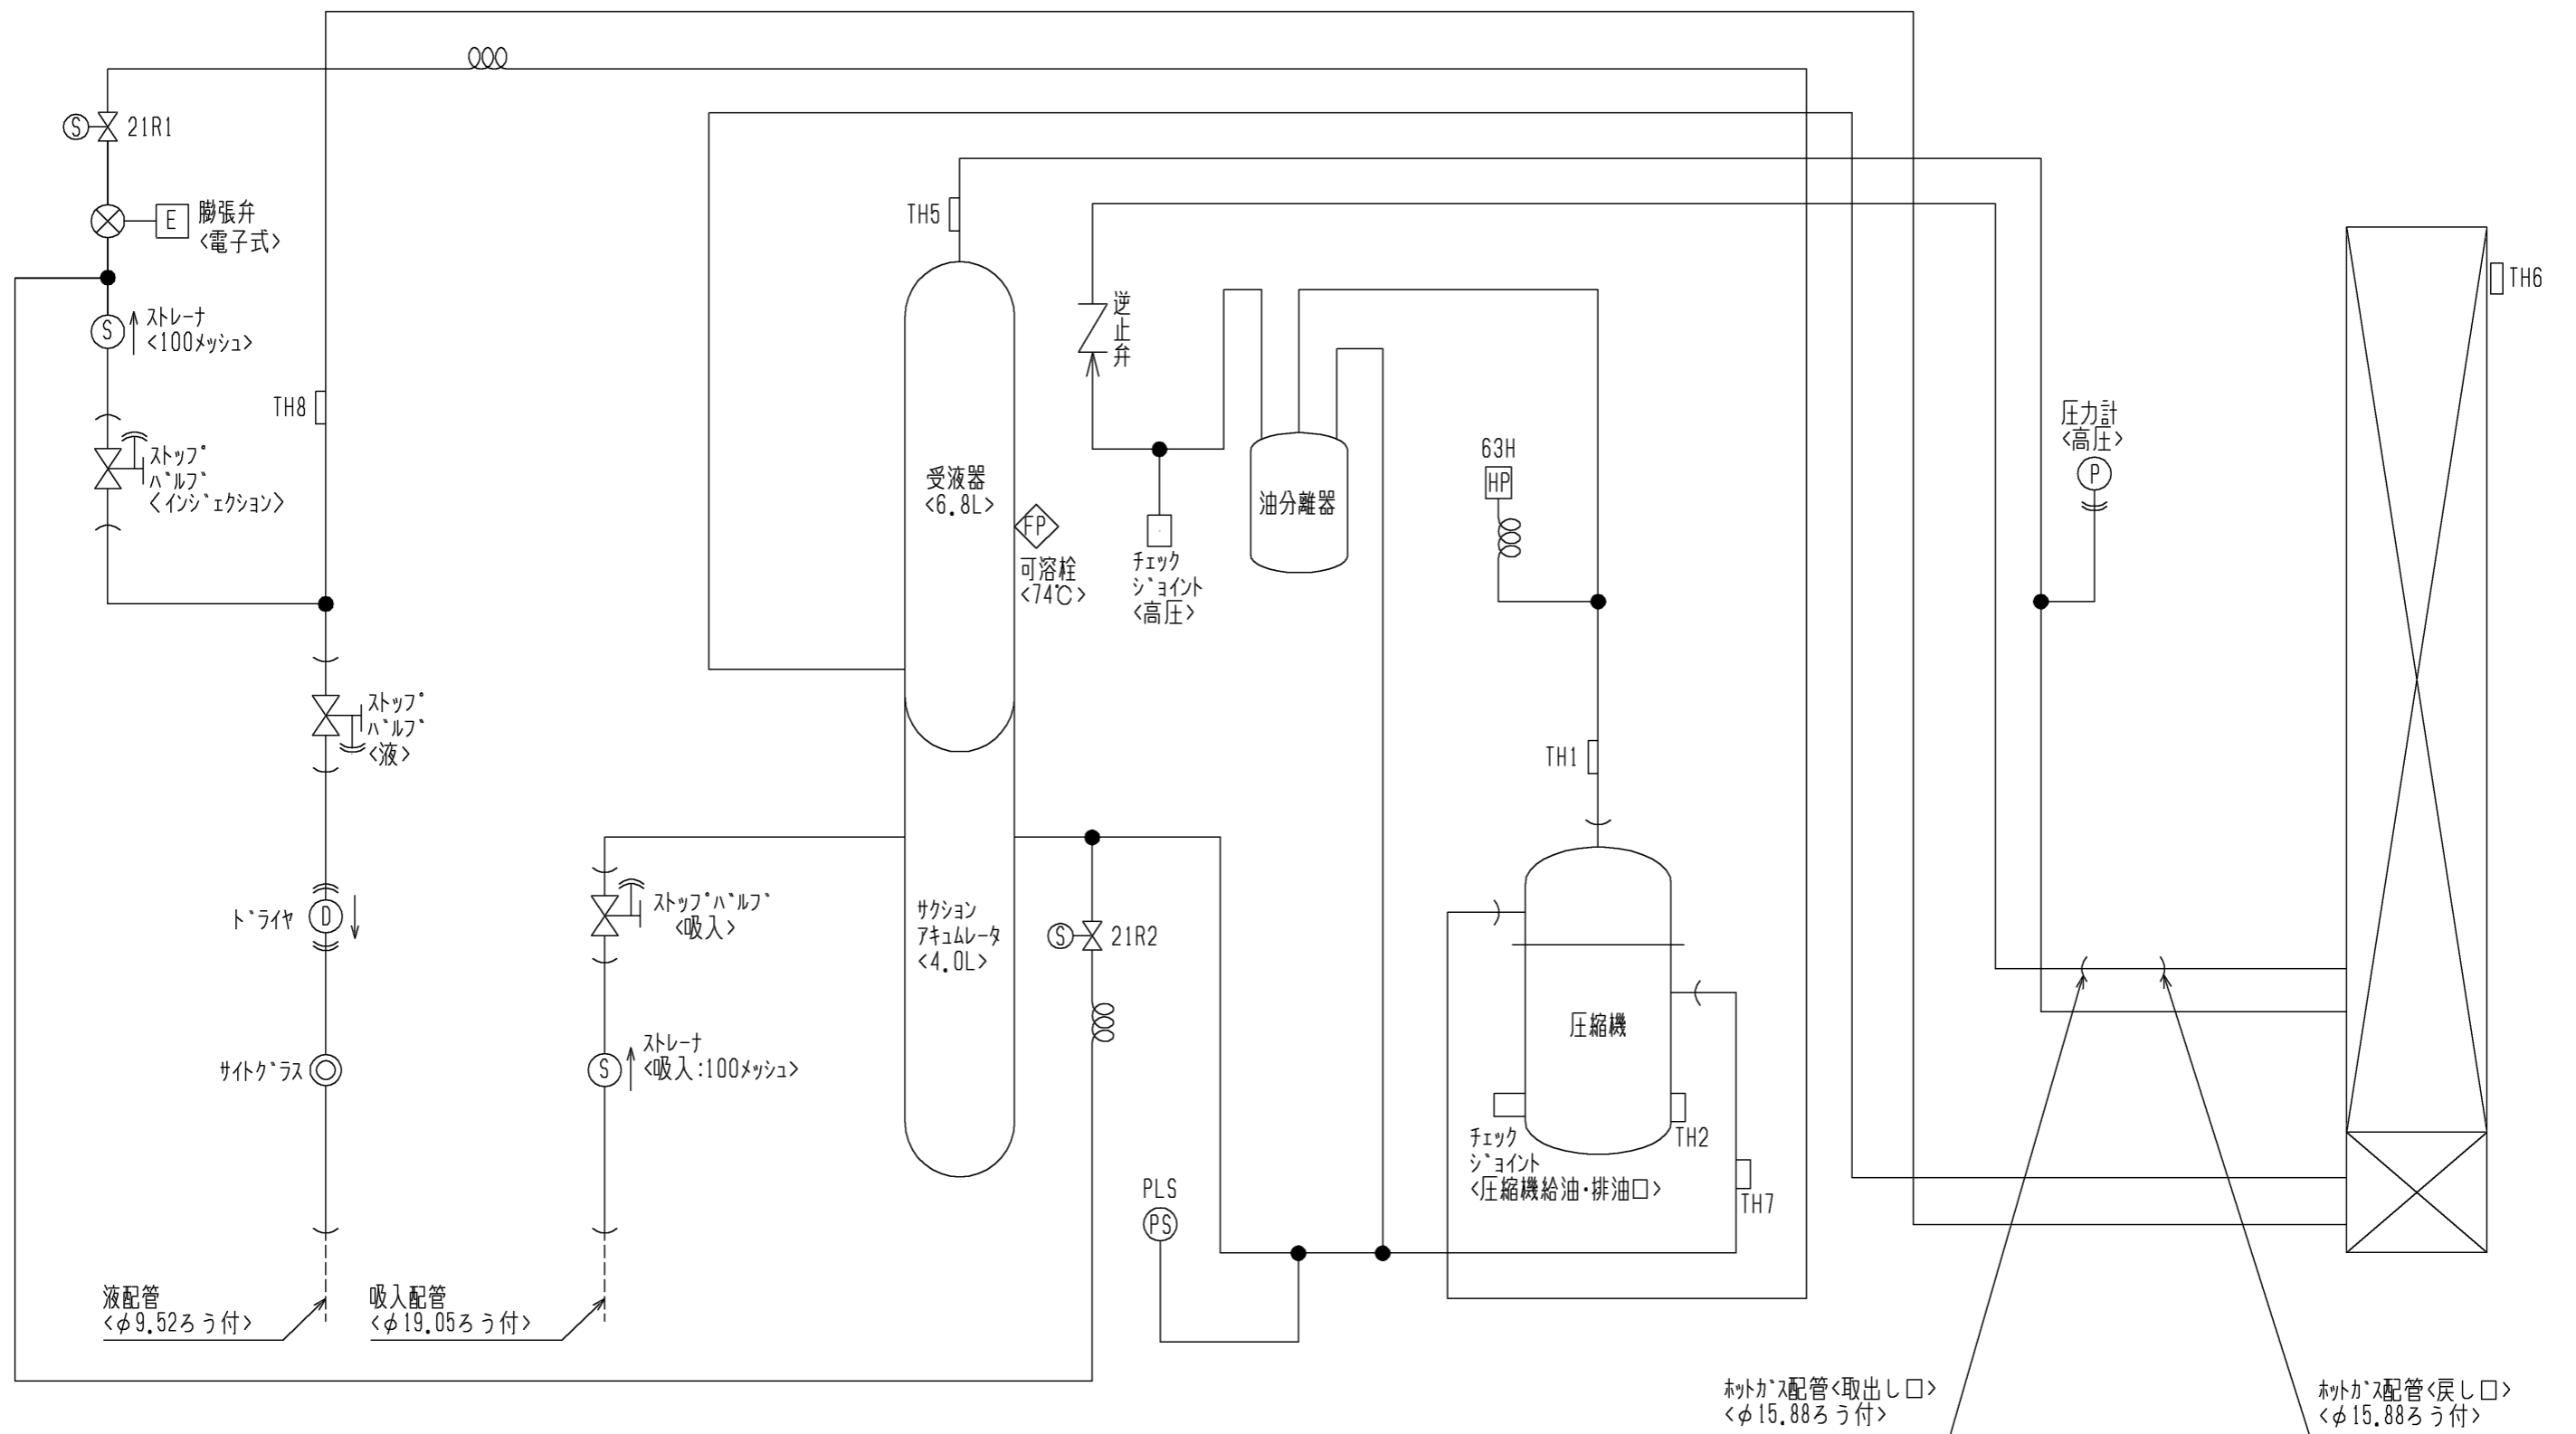 S
21R1
E
膨張弁
<電子式>
S
ストレーナ
<100メッシュ>
TH8
ストップ
バルブ
<インジェクション>
ストップ
バルブ
<液>
ドライヤ
D
サイトグラス
液配管
<φ9.52ろう付>
吸入配管
<φ19.05ろう付>
ストップバルブ
<吸入>
S
ストレーナ
<吸入:100メッシュ>
TH5
受液器
<6.8L>
FP
可溶栓
<74℃>
サクション
アキュムレータ
<4.0L>
S
21R2
逆止弁
チェック
ジョイント
<高圧>
油分離器
63H
HP
TH1
圧縮機
チェック
ジョイント
<圧縮機給油・排油口>
TH2
TH7
PLS
PS
圧力計
<高圧>
P
TH6
ホットガス配管<取出し口>
<φ15.88ろう付>
ホットガス配管<戻し口>
<φ15.88ろう付>